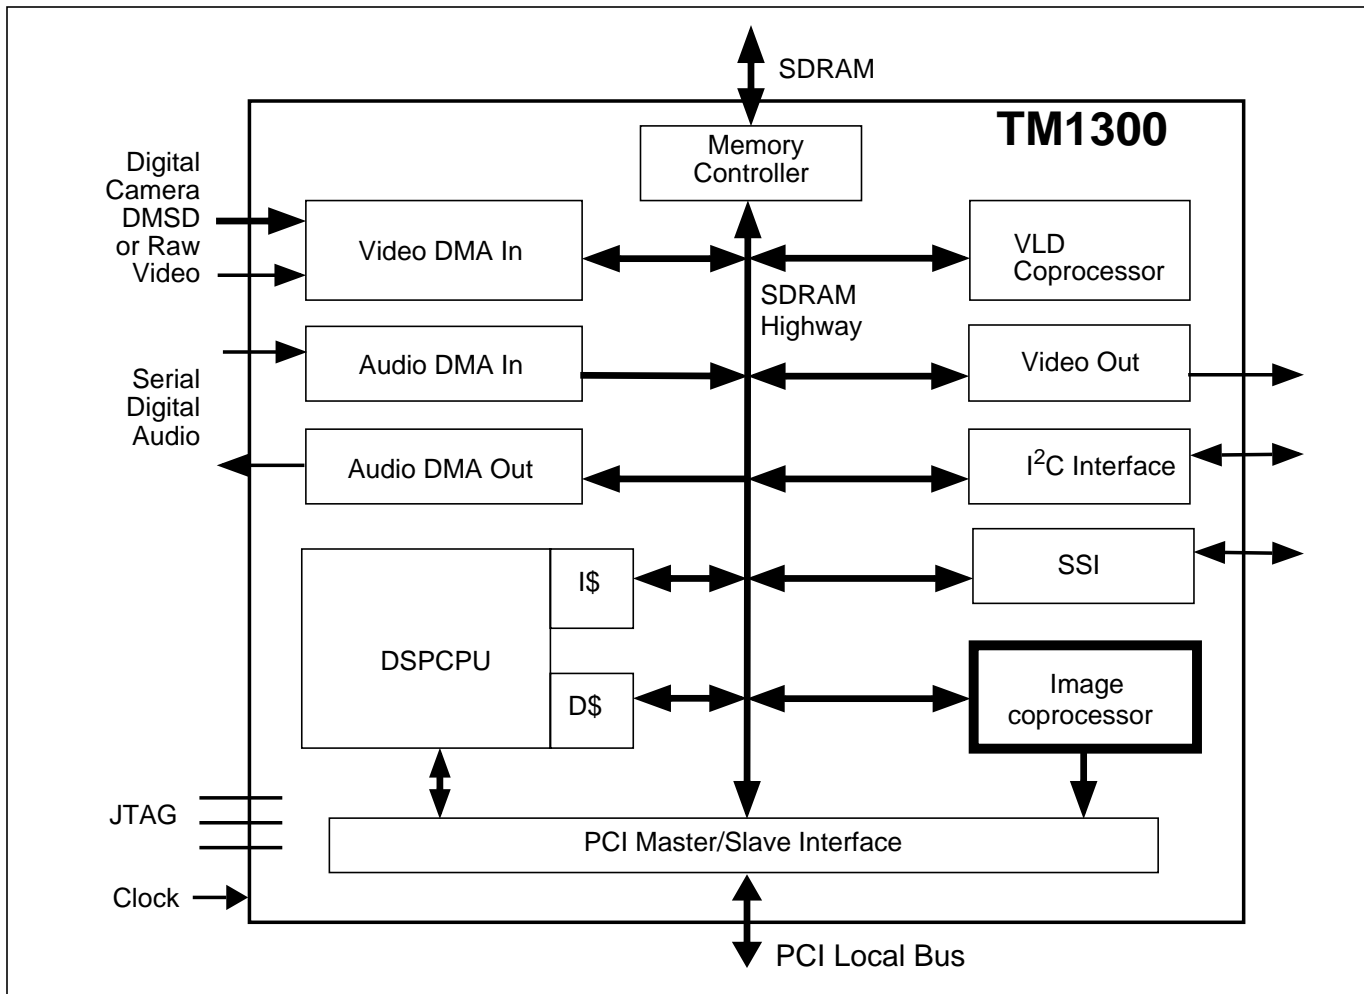 SDRAM
TM1300
Memory
Controller
Digital
Camera
DMSD
or Raw
Video
Video DMA In
VLD
Coprocessor
SDRAM
Highway
Audio DMA In
Video Out
Serial
Digital
Audio
Audio DMA Out
I²C Interface
I$
SSI
DSPCPU
D$
Image
coprocessor
JTAG
PCI Master/Slave Interface
Clock
PCI Local Bus